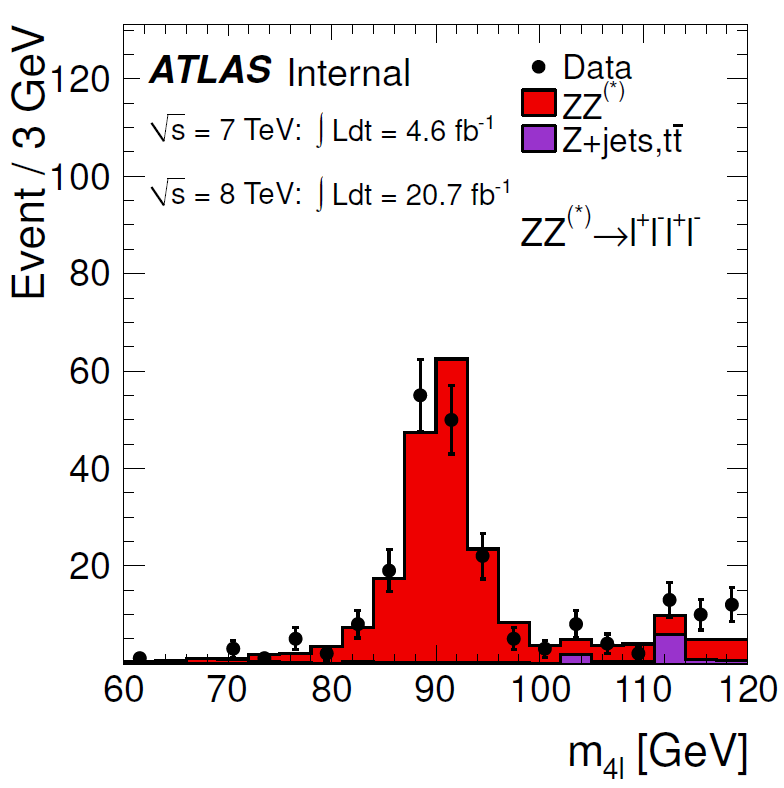 Event / 3 GeV
120
100
80
60
40
20
ATLAS Internal
√s = 7 TeV: ∫ Ldt = 4.6 fb⁻¹
√s = 8 TeV: ∫ Ldt = 20.7 fb⁻¹
Data
ZZ⁽*⁾
Z+jets,tt̄
ZZ⁽*⁾→l⁺l⁻l⁺l⁻
60 70 80 90 100 110 120
m₄ₗ [GeV]